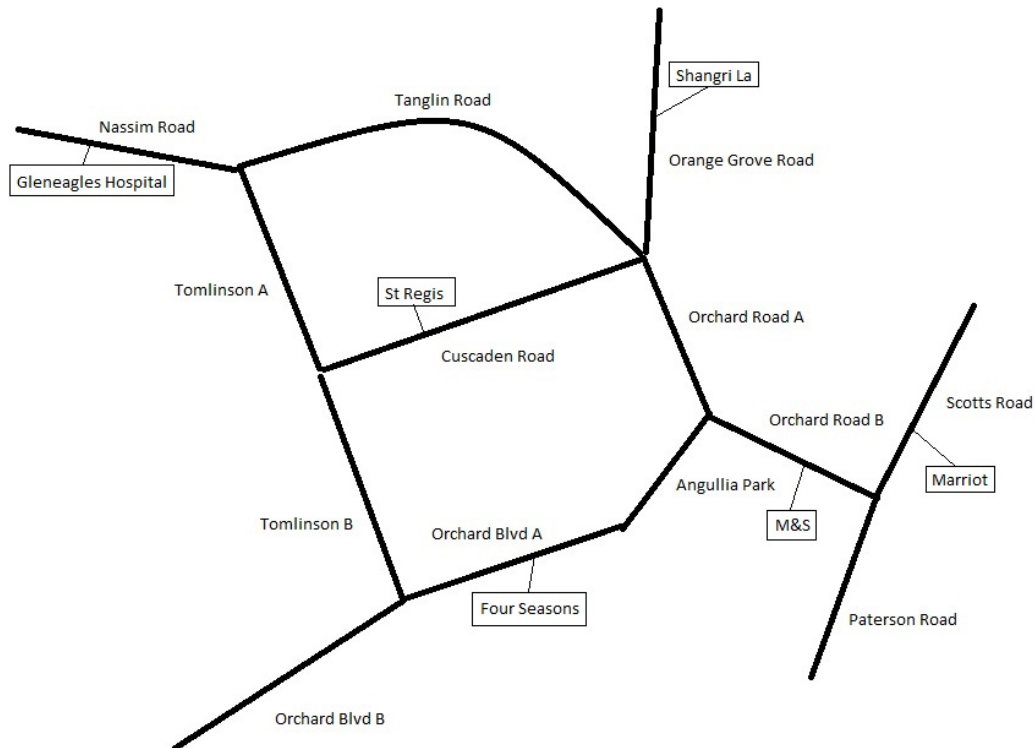 Shangri La
Tanglin Road
Nassim Road
Orange Grove Road
Gleneagles Hospital
Tomlinson A
St Regis
Orchard Road A
Cuscaden Road
Scotts Road
Orchard Road B
Marriot
Angullia Park
Tomlinson B
M&S
Orchard Blvd A
Four Seasons
Paterson Road
Orchard Blvd B